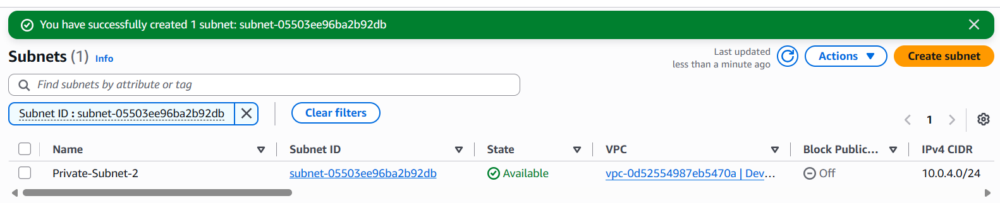 You have successfully created 1 subnet: subnet-05503ee96ba2b92db
Subnets (1) Info
Last updated
less than a minute ago
Actions
Create subnet
Find subnets by attribute or tag
Subnet ID : subnet-05503ee96ba2b92db
Clear filters
1
Name Subnet ID State VPC Block Public... IPv4 CIDR
Private-Subnet-2 subnet-05503ee96ba2b92db Available vpc-0d52554987eb5470a | Dev... Off 10.0.4.0/24